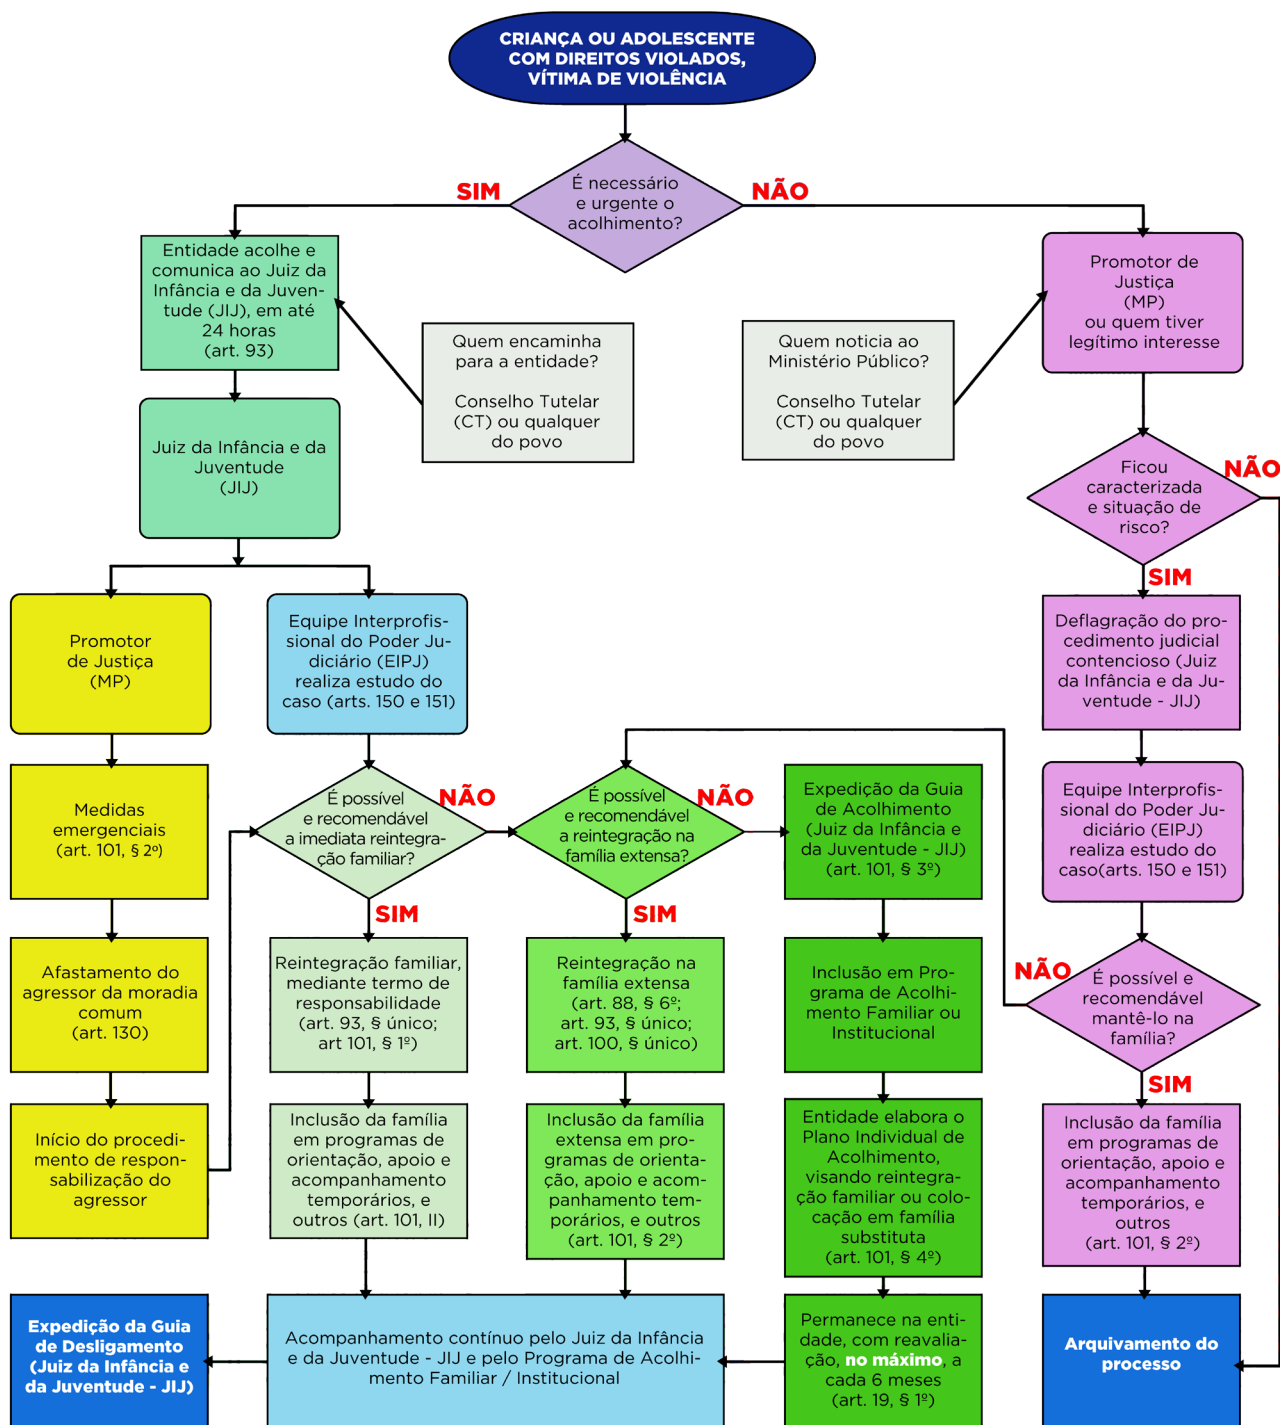 CRIANÇA OU ADOLESCENTE
COM DIREITOS VIOLADOS,
VÍTIMA DE VIOLÊNCIA
É necessário
e urgente o
acolhimento?
SIM
NÃO
Entidade acolhe e
comunica ao Juiz da
Infância e da Juven-
tude (JIJ), em até
24 horas
(art. 93)
Quem encaminha
para a entidade?
Conselho Tutelar
(CT) ou qualquer
do povo
Quem noticia ao
Ministério Público?
Conselho Tutelar
(CT) ou qualquer
do povo
Promotor de
Justiça
(MP)
ou quem tiver
legítimo interesse
Juiz da Infância e da
Juventude
(JIJ)
Ficou
caracterizada
e situação de
risco?
NÃO
SIM
Promotor
de Justiça
(MP)
Equipe Interprofis-
sional do Poder Ju-
diciário (EIPJ)
realiza estudo do
caso (arts. 150 e 151)
Deflagração do pro-
cedimento judicial
contencioso (Juiz
da Infância e da Ju-
ventude - JIJ)
Medidas
emergenciais
(art. 101, § 2º)
É possível
e recomendável
a imediata reintegra-
ção familiar?
NÃO
SIM
É possível
e recomendável
a reintegração na
família extensa?
NÃO
SIM
Expedição da Guia
de Acolhimento
(Juiz da Infância e
da Juventude - JIJ)
(art. 101, § 3º)
Equipe Interprofis-
sional do Poder Ju-
diciário (EIPJ)
realiza estudo do
caso(arts. 150 e 151)
Afastamento do
agressor da moradia
comum
(art. 130)
Reintegração familiar,
mediante termo de
responsabilidade
(art. 93, § único;
art 101, § 1º)
Reintegração na
família extensa
(art. 88, § 6º;
art. 93, § único;
art. 100, § único)
Inclusão em Pro-
grama de Acolhi-
mento Familiar ou
Institucional
É possível e
recomendável
mantê-lo na
família?
NÃO
SIM
Início do procedi-
mento de respon-
sabilização do
agressor
Inclusão da família
em programas de
orientação, apoio e
acompanhamento
temporários, e
outros (art. 101, II)
Inclusão da família
extensa em pro-
gramas de orienta-
ção, apoio e acom-
panhamento tem-
porários, e outros
(art. 101, § 2º)
Entidade elabora o
Plano Individual de
Acolhimento,
visando reintegra-
ção familiar ou colo-
cação em família
substituta
(art. 101, § 4º)
Inclusão da família
em programas de
orientação, apoio e
acompanhamento
temporários, e
outros
(art. 101, § 2º)
Expedição da Guia
de Desligamento
(Juiz da Infância e
da Juventude - JIJ)
Acompanhamento contínuo pelo Juiz da Infância
e da Juventude - JIJ e pelo Programa de Acolhi-
mento Familiar / Institucional
Permanece na enti-
dade, com reavalia-
ção, no máximo, a
cada 6 meses
(art. 19, § 1º)
Arquivamento do
processo